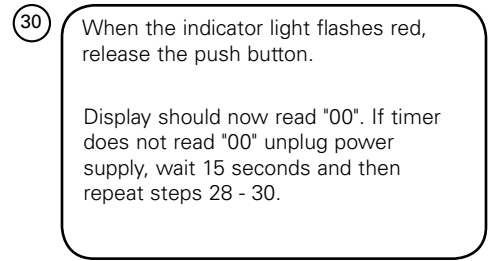 30
When the indicator light flashes red,
release the push button.
Display should now read "00". If timer
does not read "00" unplug power
supply, wait 15 seconds and then
repeat steps 28 - 30.